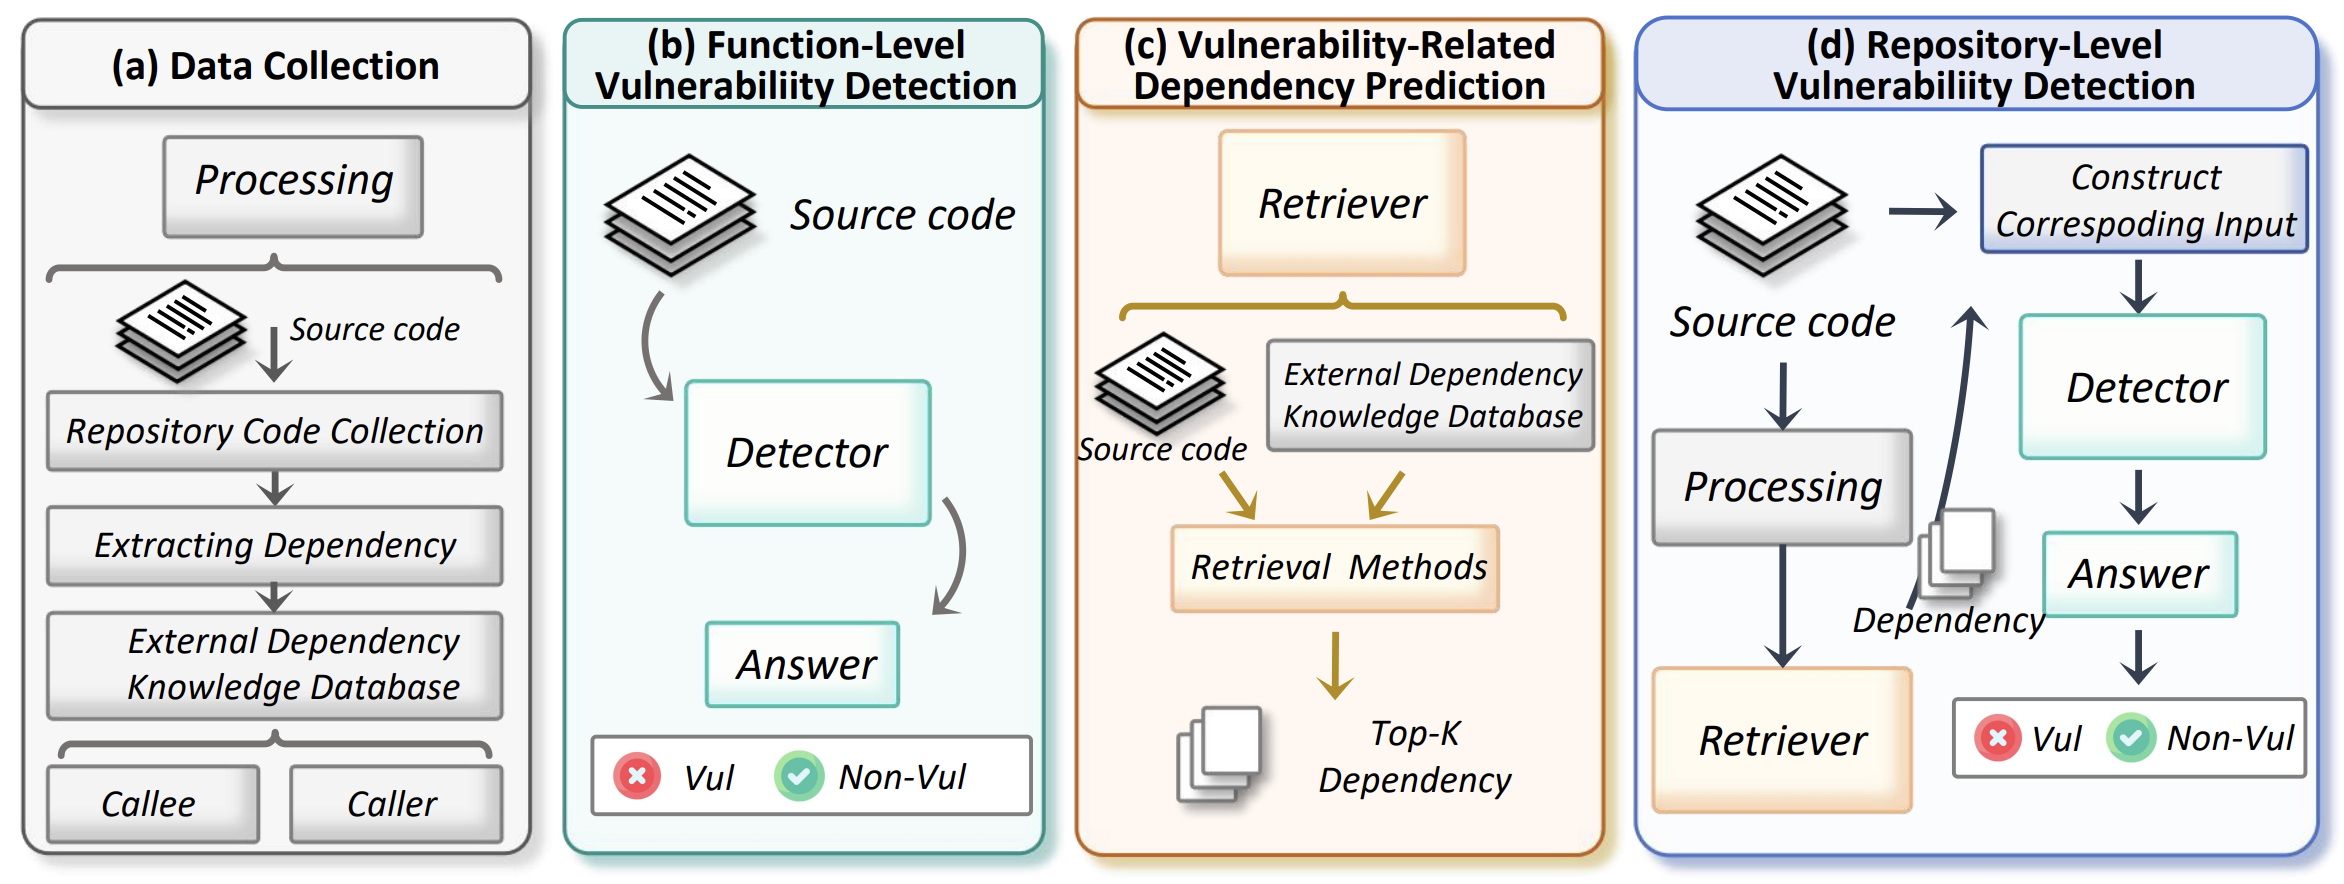 (a) Data Collection
Processing
Source code
Repository Code Collection
Extracting Dependency
External Dependency
Knowledge Database
Callee
Caller
(b) Function-Level
Vulnerabiliity Detection
Source code
Detector
Answer
Vul
Non-Vul
(c) Vulnerability-Related
Dependency Prediction
Retriever
Source code
External Dependency
Knowledge Database
Retrieval Methods
Top-K
Dependency
(d) Repository-Level
Vulnerabiliity Detection
Source code
Construct
Correspoding Input
Processing
Dependency
Retriever
Detector
Answer
Vul
Non-Vul